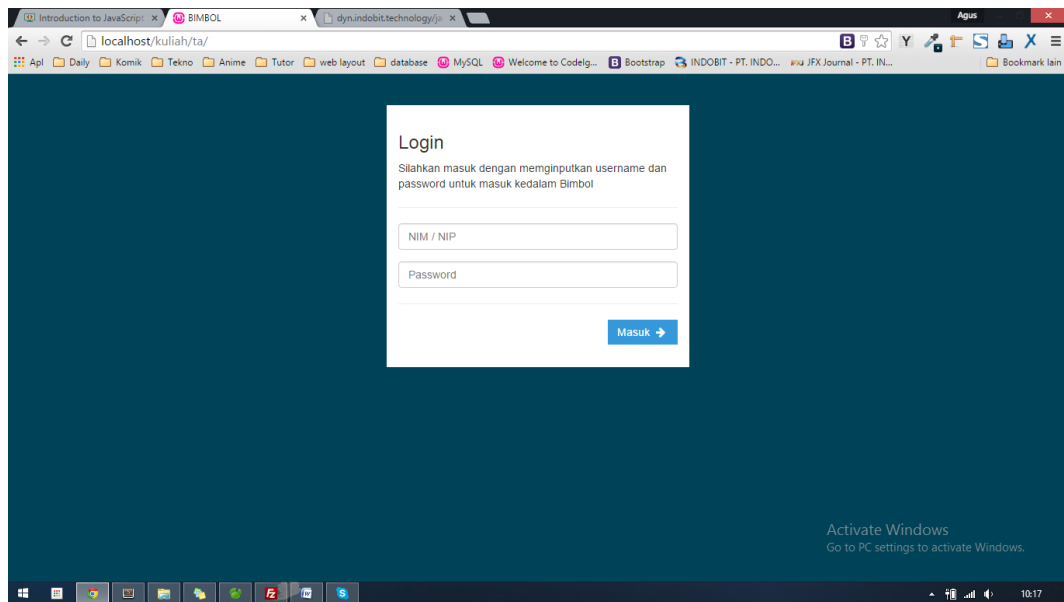 Introduction to JavaScript
BIMBOL
dyn.indobit.technology/ja
Agus
localhost/kuliah/ta/
Apl Daily Komik Tekno Anime Tutor web layout database MySQL Welcome to CodeIg... Bootstrap INDOBIT - PT. INDO... JFX Journal - PT. IN... Bookmark lain
Login
Silahkan masuk dengan memginputkan username dan
password untuk masuk kedalam Bimbol
NIM / NIP
Password
Masuk
Activate Windows
Go to PC settings to activate Windows.
10:17